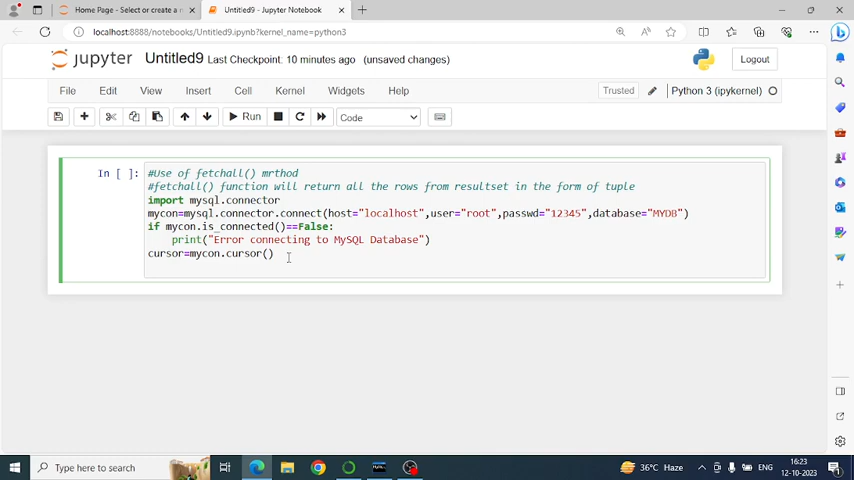 Home Page - Select or create a n
Untitled9 - Jupyter Notebook
localhost:8888/notebooks/Untitled9.ipynb?kernel_name=python3
jupyter Untitled9 Last Checkpoint: 10 minutes ago (unsaved changes)
Logout
File Edit View Insert Cell Kernel Widgets Help
Trusted
Python 3 (ipykernel)
Run
Code
In [ ]:
#Use of fetchall() mrthod
#fetchall() function will return all the rows from resultset in the form of tuple
import mysql.connector
mycon=mysql.connector.connect(host="localhost",user="root",passwd="12345",database="MYDB")
if mycon.is_connected()==False:
print("Error connecting to MySQL Database")
cursor=mycon.cursor()
Type here to search
36°C Haze
ENG
16:23
12-10-2023